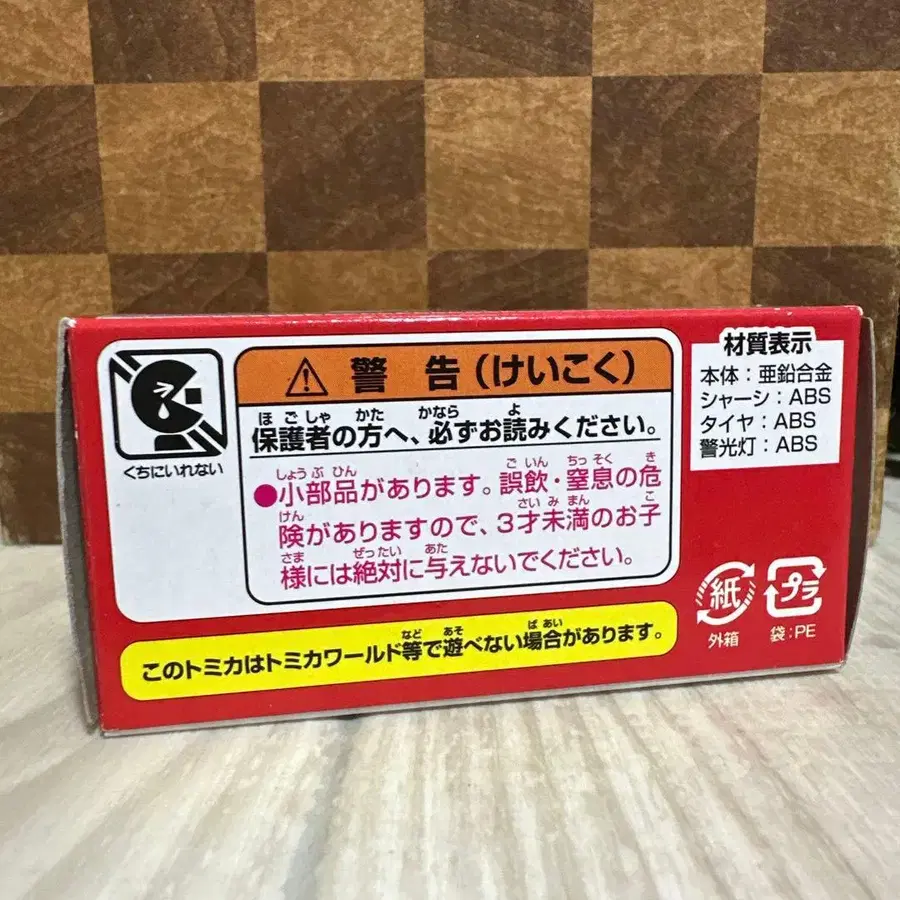 くちにいれない
警告(けいこく)
ほごしゃ かた かなら よ
保護者の方へ、必ずお読みください。
しょうぶひん ごいん ちっそく き
●小部品があります。誤飲・窒息の危
けん さいみまん こ
険がありますので、3才未満のお子
さま ぜったい あた
様には絶対に与えないでください。
など あそ ばあい
このトミカはトミカワールド等で遊べない場合があります。
材質表示
本体:亜鉛合金
シャーシ:ABS
タイヤ:ABS
警光灯:ABS
紙
外箱
プラ
袋:PE